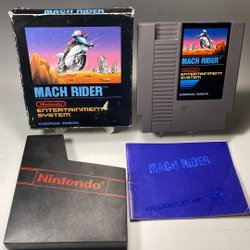 MACH RIDER
Nintendo
ENTERTAINMENT
SYSTEM
EUROPEAN VERSION
MACH RIDER
ENTERTAINMENT
SYSTEM
EUROPEAN VERSION
Nintendo
MACH RIDER